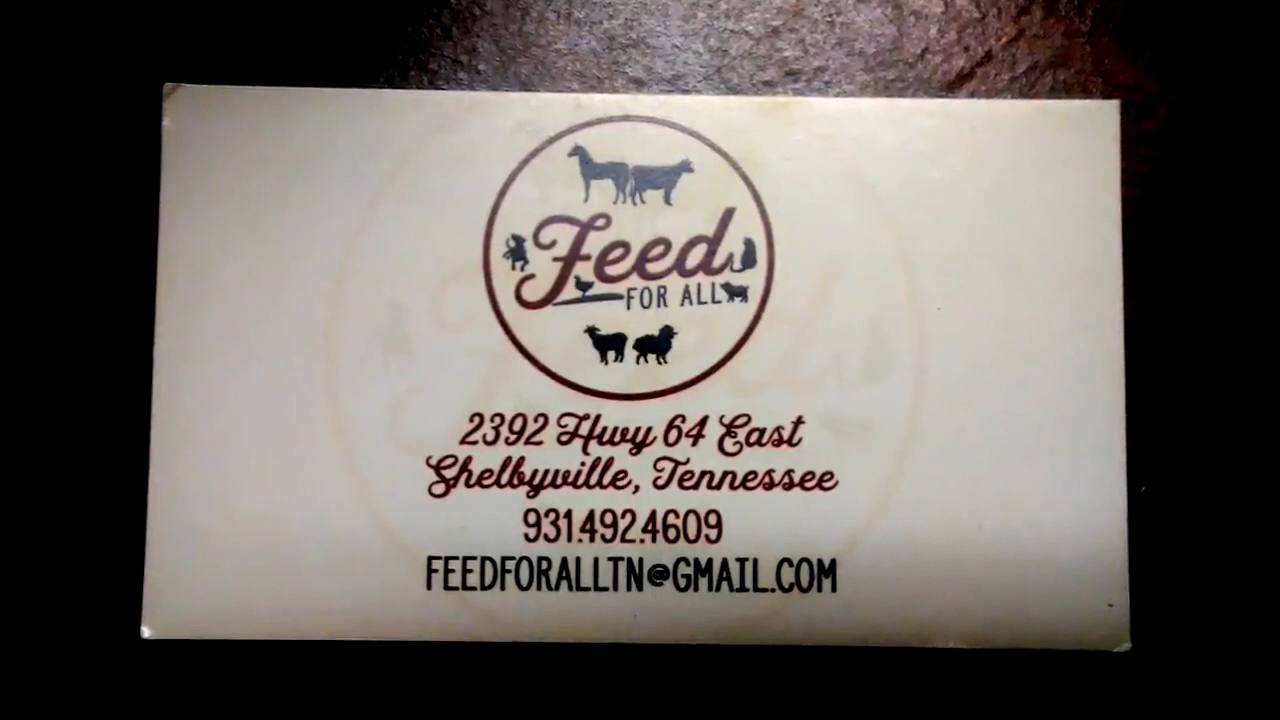 Feed
FOR ALL
2392 Hwy 64 East
Shelbyville, Tennessee
931.492.4609
FEEDFORALLTN@GMAIL.COM